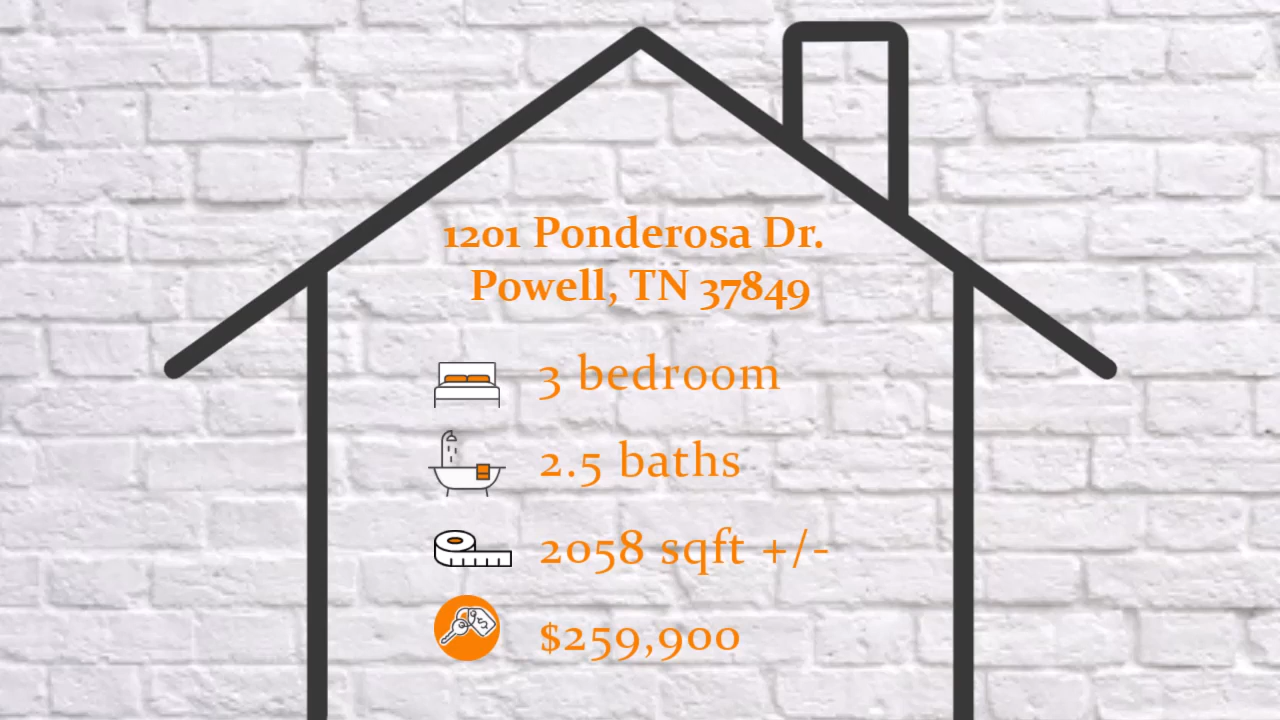 1201 Ponderosa Dr.
Powell, TN 37849
3 bedroom
2.5 baths
2058 sqft +/-
$259,900